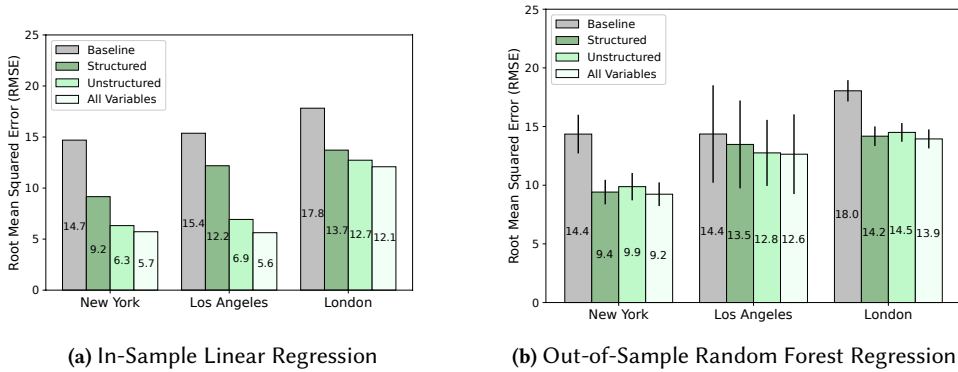 Root Mean Squared Error (RMSE)
25
20
15
10
5
0
Baseline
Structured
Unstructured
All Variables
14.7
9.2
6.3
5.7
15.4
12.2
6.9
5.6
17.8
13.7
12.7
12.1
New York
Los Angeles
London
(a) In-Sample Linear Regression
Root Mean Squared Error (RMSE)
25
20
15
10
5
0
Baseline
Structured
Unstructured
All Variables
14.4
9.4
9.9
9.2
14.4
13.5
12.8
12.6
18.0
14.2
14.5
13.9
New York
Los Angeles
London
(b) Out-of-Sample Random Forest Regression